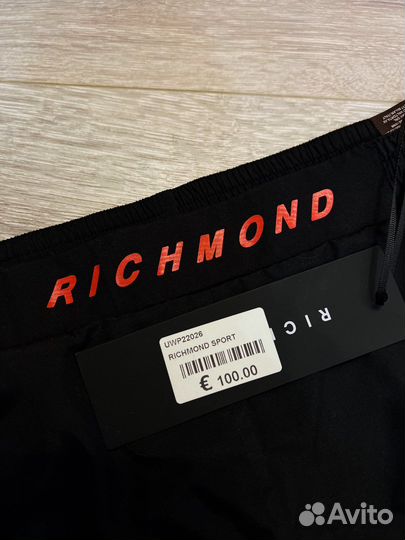 RICHMOND
RIC
UWP22026
RICHMOND SPORT
€ 100.00
Avito